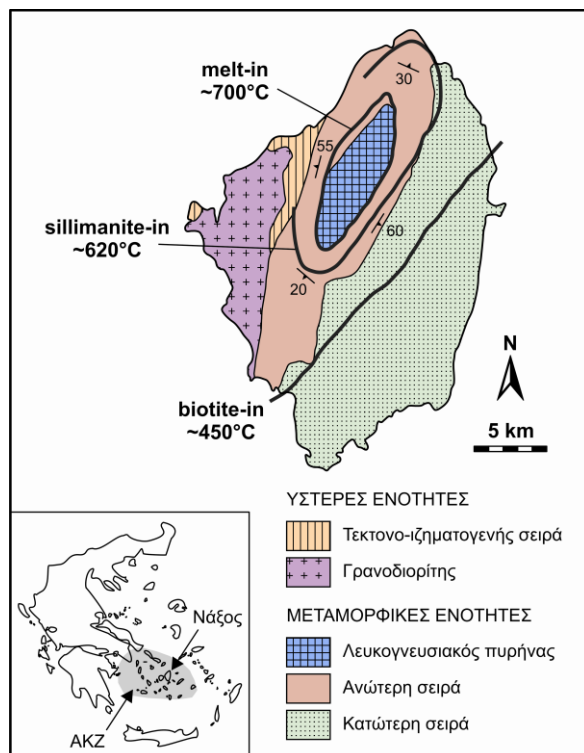 melt-in
~700°C
30
55
sillimanite-in
~620°C
60
20
N
biotite-in
~450°C
5 km
ΥΣΤΕΡΕΣ ΕΝΟΤΗΤΕΣ
Τεκτονο-ιζηματογενής σειρά
Γρανοδιορίτης
ΜΕΤΑΜΟΡΦΙΚΕΣ ΕΝΟΤΗΤΕΣ
Λευκογνευσιακός πυρήνας
Ανώτερη σειρά
Κατώτερη σειρά
Νάξος
ΑΚΖ